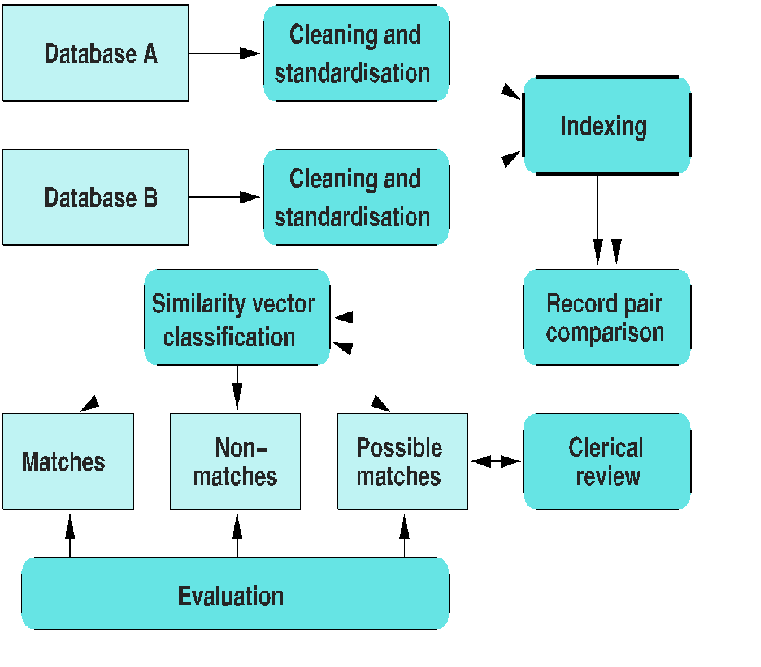 Database A
Cleaning and
standardisation
Indexing
Database B
Cleaning and
standardisation
Similarity vector
classification
Record pair
comparison
Matches
Non-
matches
Possible
matches
Clerical
review
Evaluation